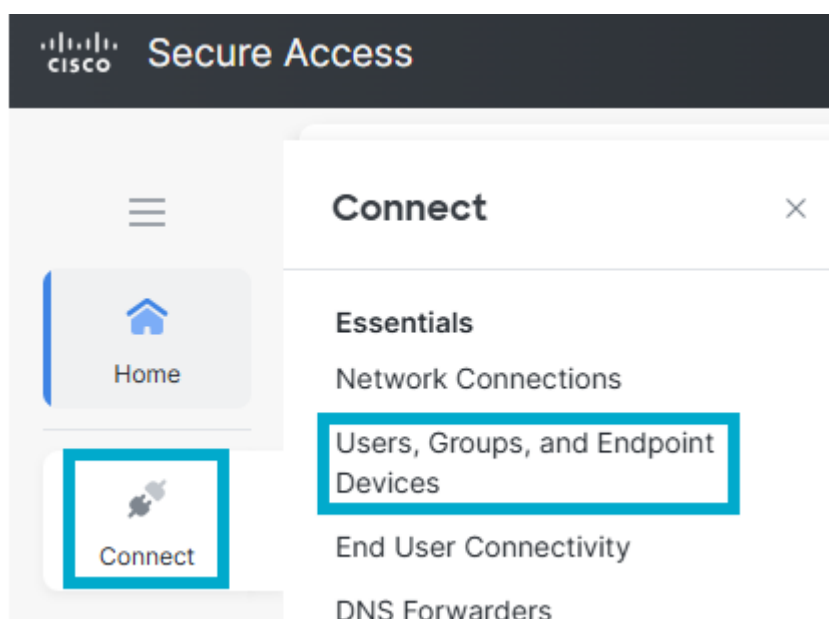 CISCO Secure Access
Connect
Home
Essentials
Network Connections
Users, Groups, and Endpoint
Devices
Connect
End User Connectivity
DNS Forwarders